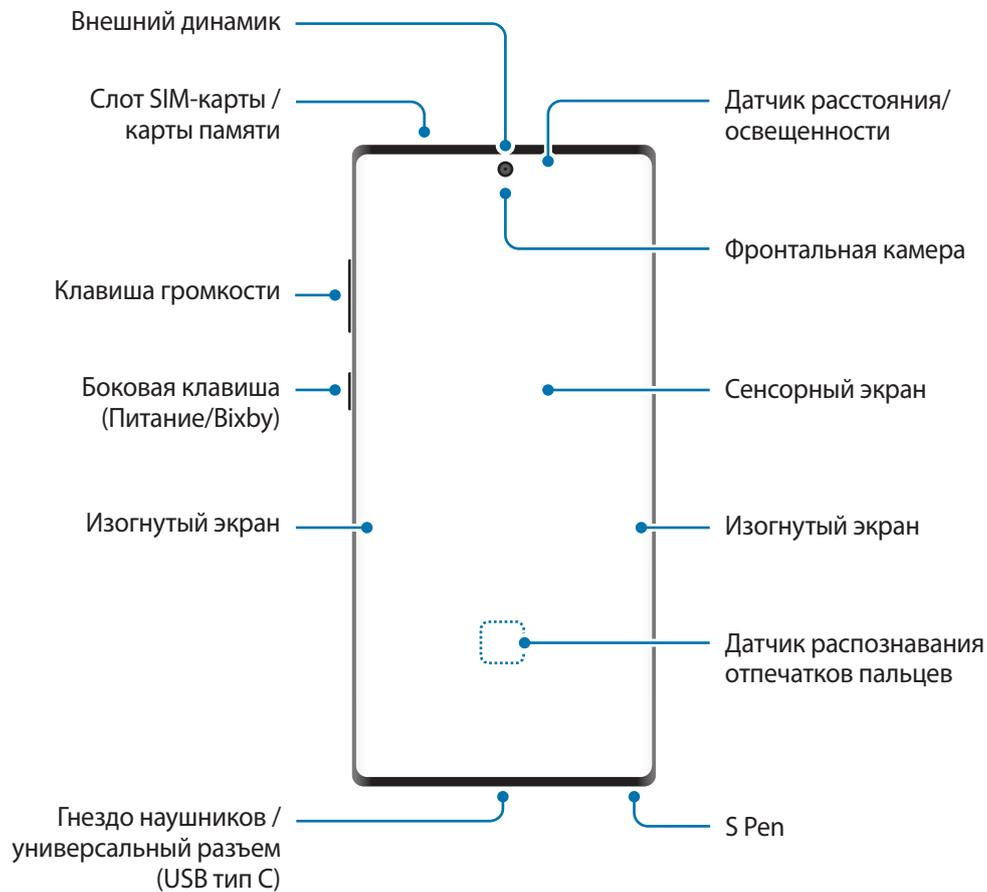 Внешний динамик
Слот SIM-карты /
карты памяти
Клавиша громкости
Боковая клавиша
(Питание/Bixby)
Изогнутый экран
Гнездо наушников /
универсальный разъем
(USB тип C)
Датчик расстояния/
освещенности
Фронтальная камера
Сенсорный экран
Изогнутый экран
Датчик распознавания
отпечатков пальцев
S Pen